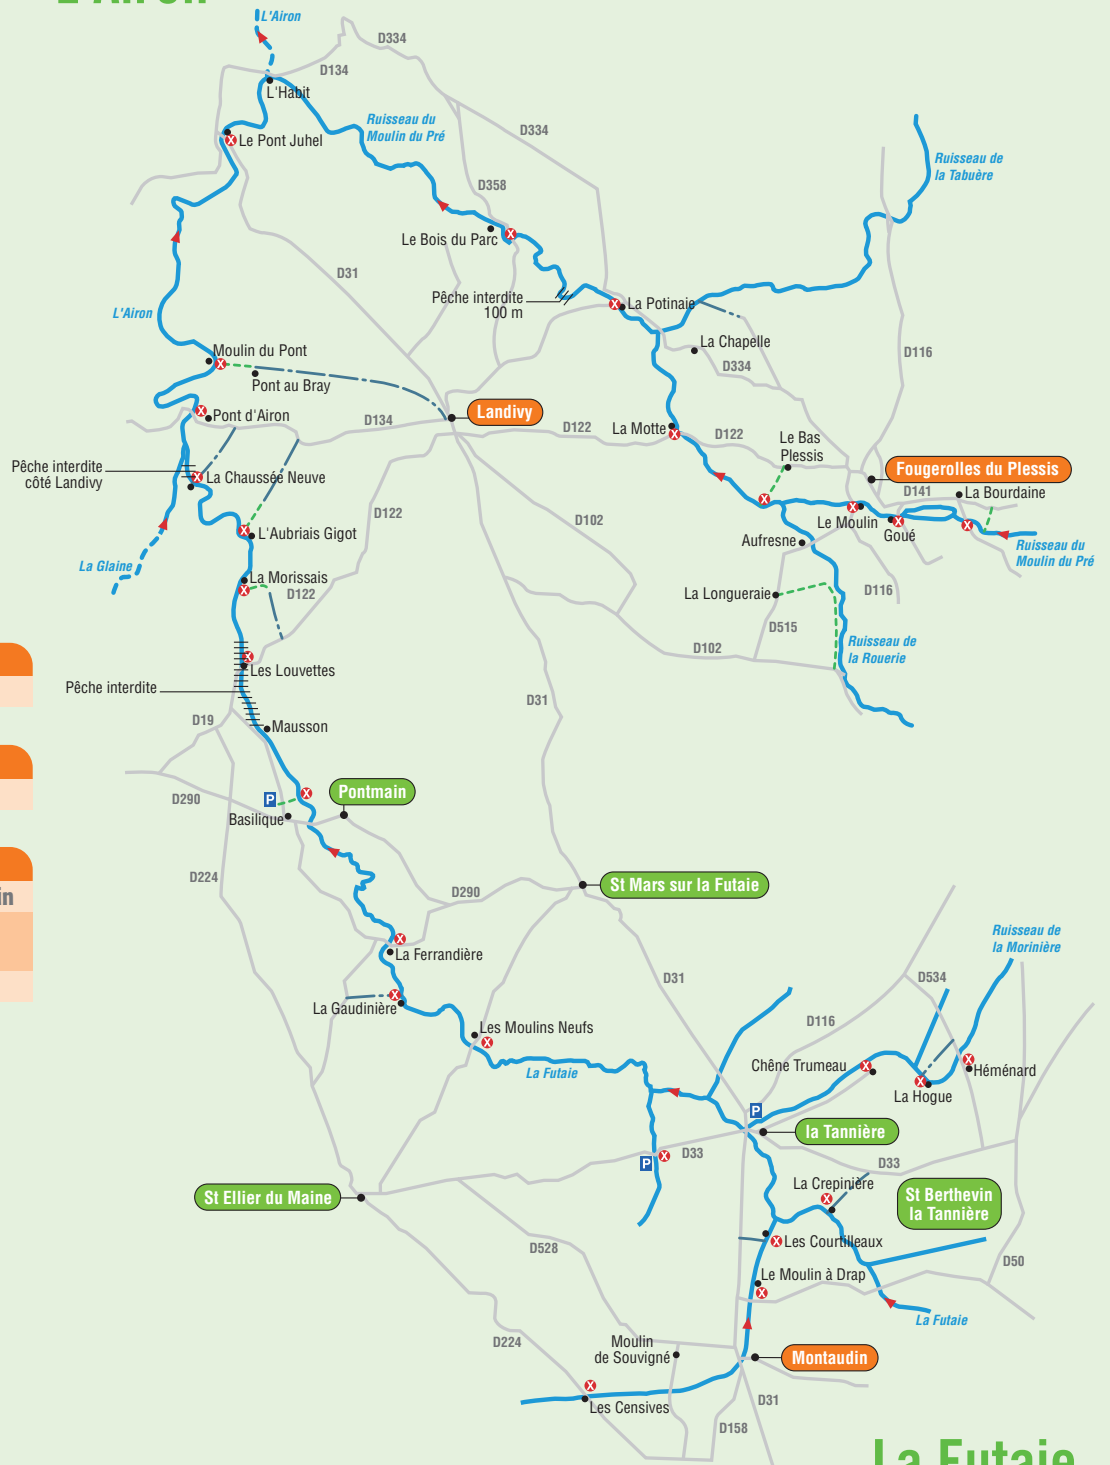 L'Airon
L'Airon
D334
D134
L'Habit
Ruisseau du
Moulin du Pré
D334
Le Pont Juhel
Ruisseau de
la Tabuère
D358
Le Bois du Parc
D31
Pêche interdite
100 m
La Potinaie
L'Airon
La Chapelle
Moulin du Pont
D116
D334
Pont au Bray
Pont d'Airon
Landivy
D134
D122
La Motte
D122
Le Bas
Plessis
Pêche interdite
côté Landivy
La Chaussée Neuve
Fougerolles du Plessis
D141
La Bourdaine
D122
D102
Le Moulin
Goué
L'Aubriais Gigot
Aufresne
Ruisseau du
Moulin du Pré
La Glaine
La Morissais
D122
La Longueraie
D116
D515
Ruisseau de
la Rouerie
D102
Les Louvettes
Pêche interdite
D31
D19
Mausson
P
Pontmain
D290
Basilique
D224
D290
St Mars sur la Futaie
in
Ruisseau de
la Morinière
La Ferrandière
D31
D534
La Gaudinière
D116
Les Moulins Neufs
Chêne Trumeau
La Futaie
Héménard
La Hogue
P
la Tannière
D33
P
D33
La Crepinière
St Ellier du Maine
St Berthevin
la Tannière
D528
Les Courtilleaux
D50
Le Moulin à Drap
La Futaie
D224
Moulin
de Souvigné
Montaudin
Les Censives
D31
D158
La Futaie